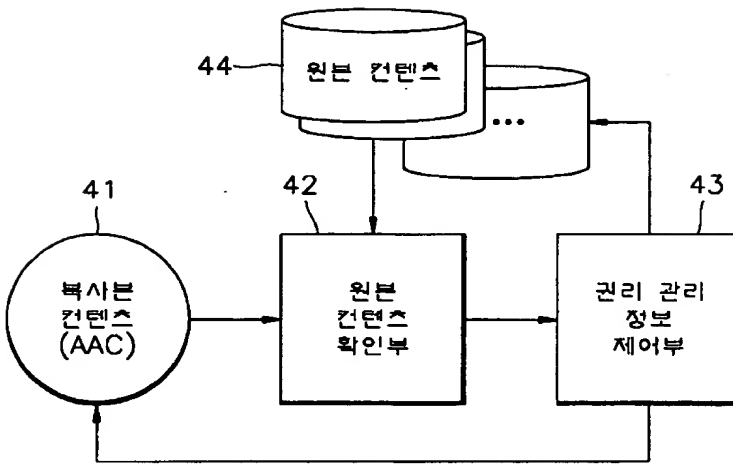 44
원본 컨텐츠
...
41
42
43
복사본
컨텐츠
(AAC)
원본
컨텐츠
확인부
권리 관리
정보
제어부